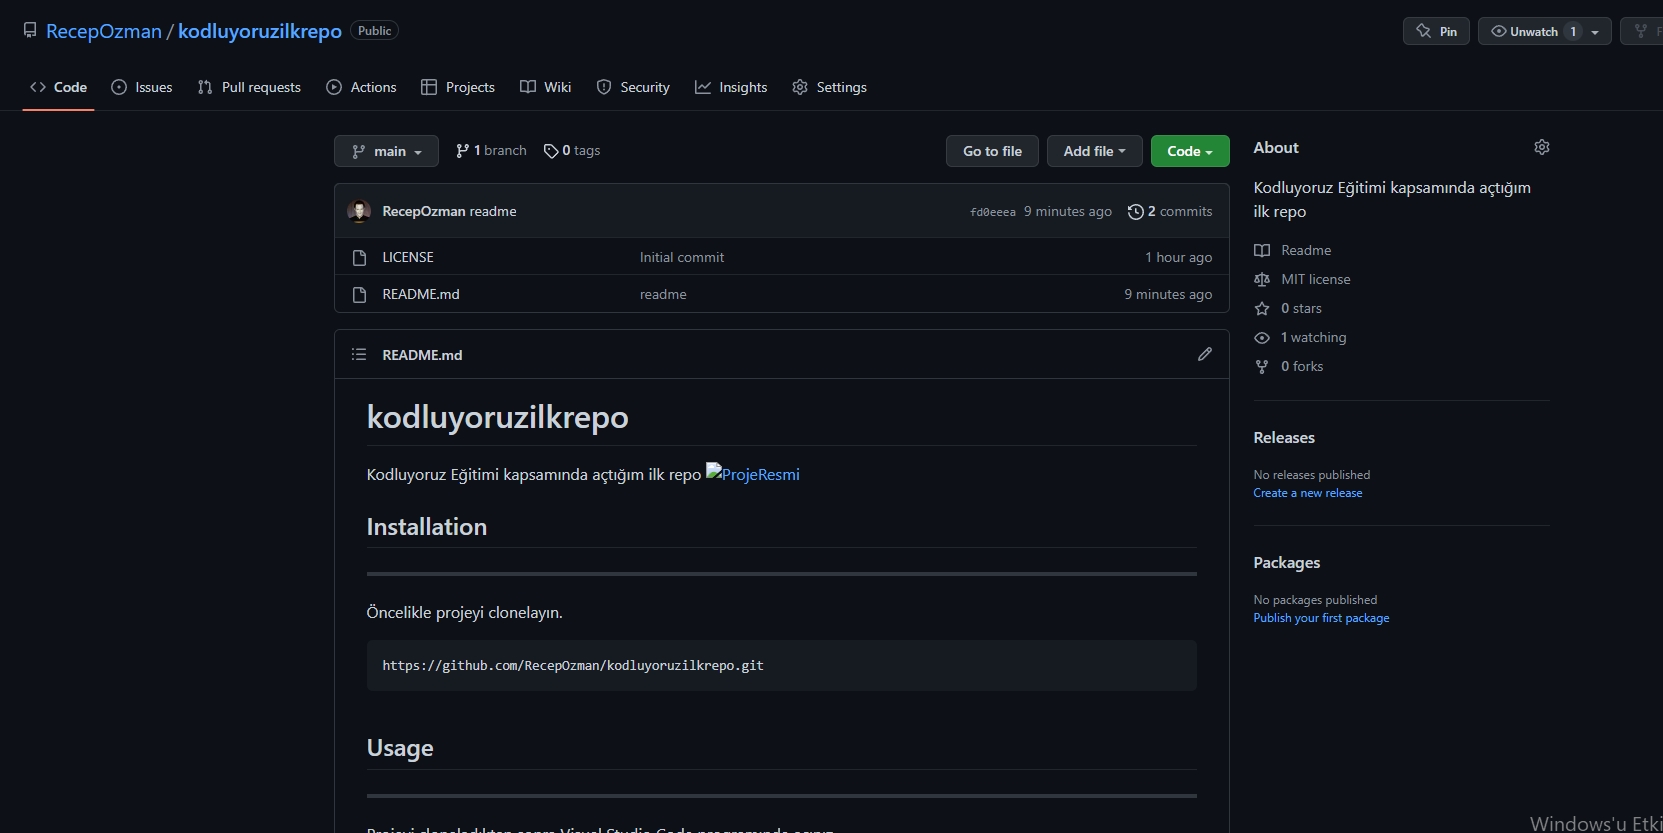 RecepOzman / kodluyoruzilkrepo Public
Pin Unwatch 1
Code Issues Pull requests Actions Projects Wiki Security Insights Settings
main 1 branch 0 tags Go to file Add file Code
RecepOzman readme fd0eeea 9 minutes ago 2 commits
LICENSE Initial commit 1 hour ago
README.md readme 9 minutes ago
README.md
kodluyoruzilkrepo
Kodluyoruz Eğitimi kapsamında açtığım ilk repo ProjeResmi
Installation
Öncelikle projeyi clonelayın.
https://github.com/RecepOzman/kodluyoruzilkrepo.git
Usage
About
Kodluyoruz Eğitimi kapsamında açtığım
ilk repo
Readme
MIT license
0 stars
1 watching
0 forks
Releases
No releases published
Create a new release
Packages
No packages published
Publish your first package
Windows'u Etki